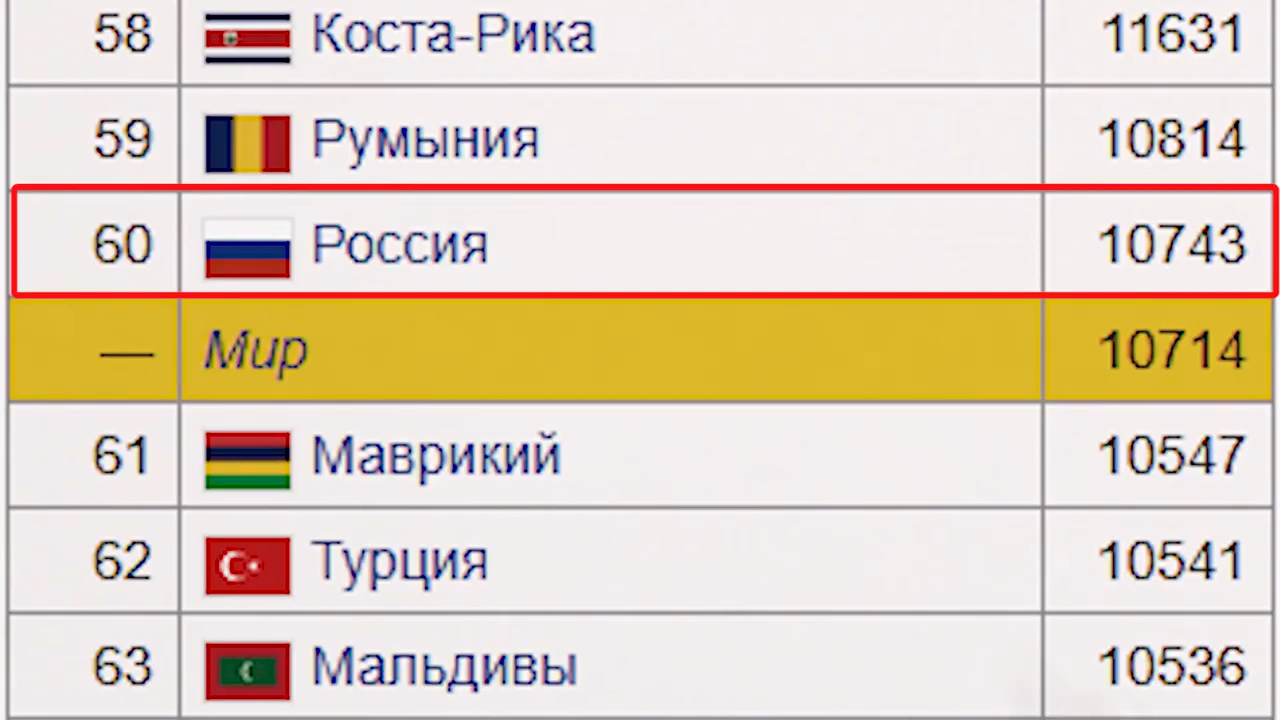 58 Коста-Рика 11631
59 Румыния 10814
60 Россия 10743
— Мир 10714
61 Маврикий 10547
62 Турция 10541
63 Мальдивы 10536